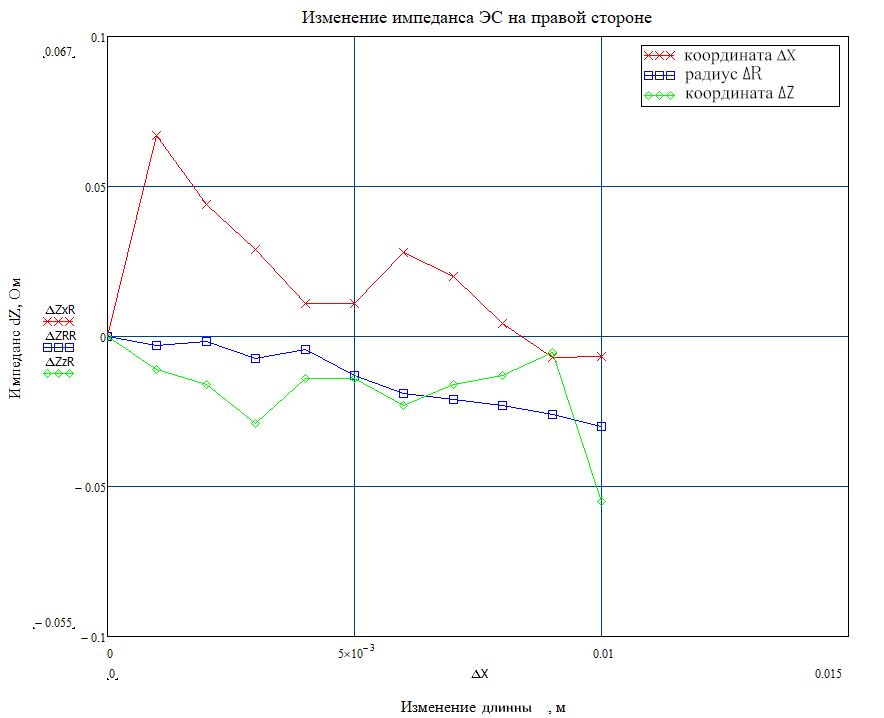 Изменение импеданса ЭС на правой стороне
0.067
0.1
координата ΔX
радиус ΔR
координата ΔZ
0.05
Импеданс dZ, Ом
ΔZxR
ΔZRR
ΔZzR
0
− 0.05
− 0.055
− 0.1
0
5×10⁻³
0.01
0
ΔX
0.015
Изменение длинны , м